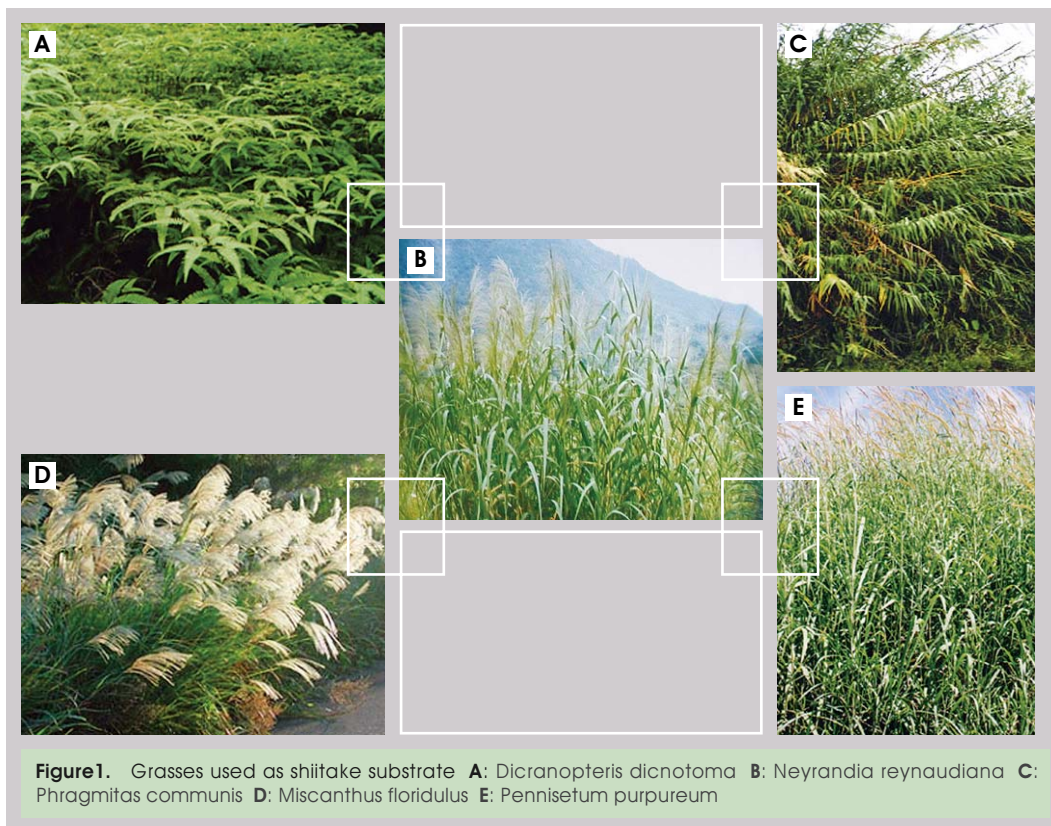 A
C
B
E
D
Figure1. Grasses used as shiitake substrate A: Dicranopteris dicnotoma B: Neyrandia reynaudiana C:
Phragmitas communis D: Miscanthus floridulus E: Pennisetum purpureum